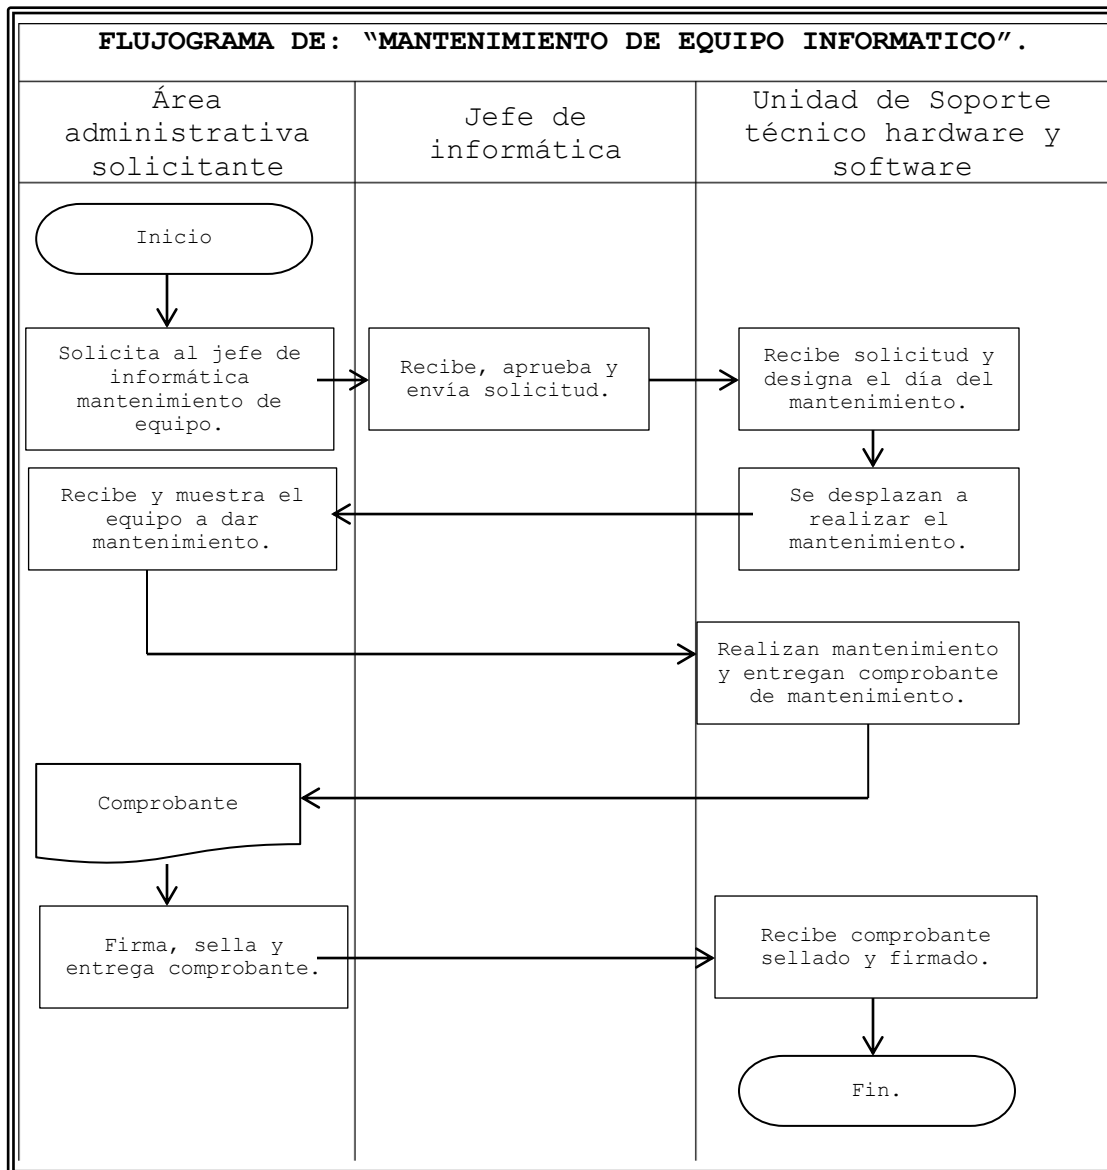 FLUJOGRAMA DE: “MANTENIMIENTO DE EQUIPO INFORMATICO”.
Área
administrativa
solicitante
Jefe de
informática
Unidad de Soporte
técnico hardware y
software
Inicio
Solicita al jefe de
informática
mantenimiento de
equipo.
Recibe, aprueba y
envía solicitud.
Recibe solicitud y
designa el día del
mantenimiento.
Se desplazan a
realizar el
mantenimiento.
Recibe y muestra el
equipo a dar
mantenimiento.
Realizan mantenimiento
y entregan comprobante
de mantenimiento.
Comprobante
Firma, sella y
entrega comprobante.
Recibe comprobante
sellado y firmado.
Fin.